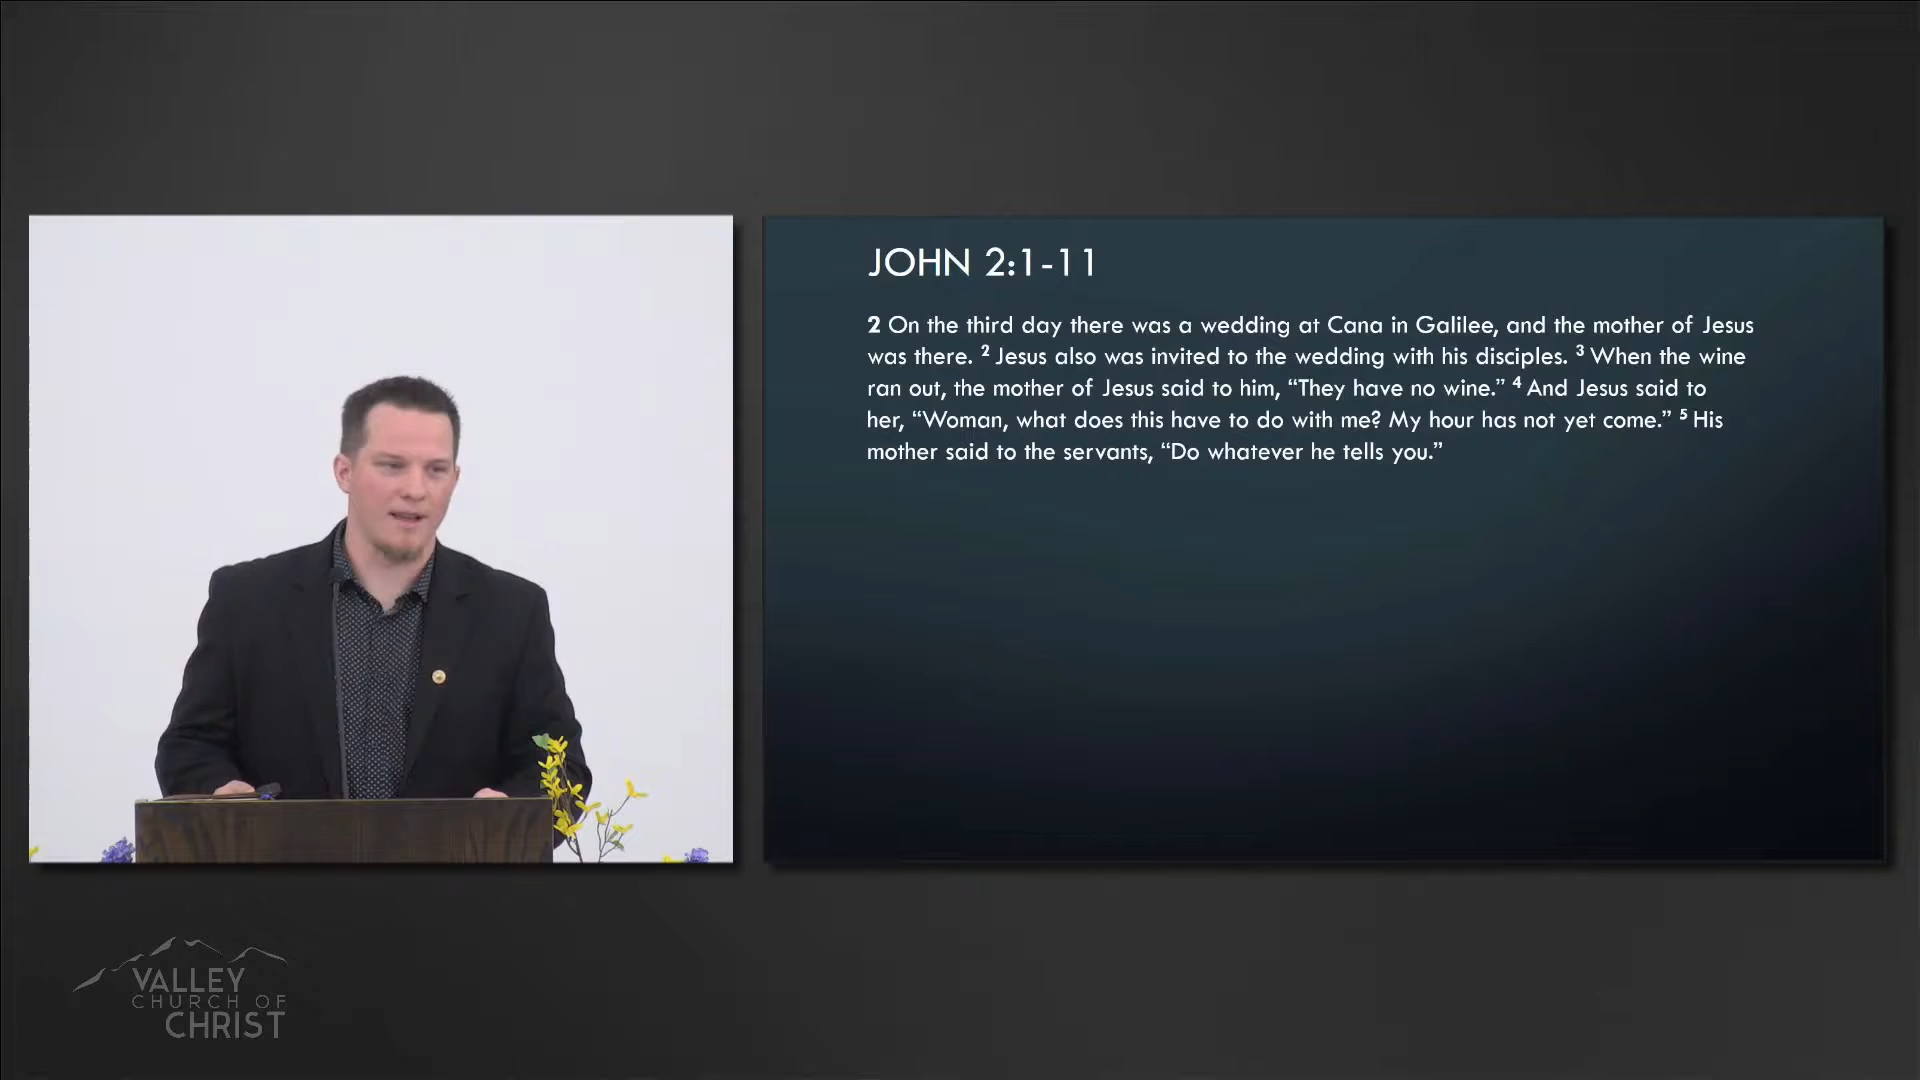 JOHN 2:1-11
2 On the third day there was a wedding at Cana in Galilee, and the mother of Jesus
was there. 2 Jesus also was invited to the wedding with his disciples. 3 When the wine
ran out, the mother of Jesus said to him, “They have no wine.” 4 And Jesus said to
her, “Woman, what does this have to do with me? My hour has not yet come.” 5 His
mother said to the servants, “Do whatever he tells you.”
VALLEY
CHURCH OF
CHRIST